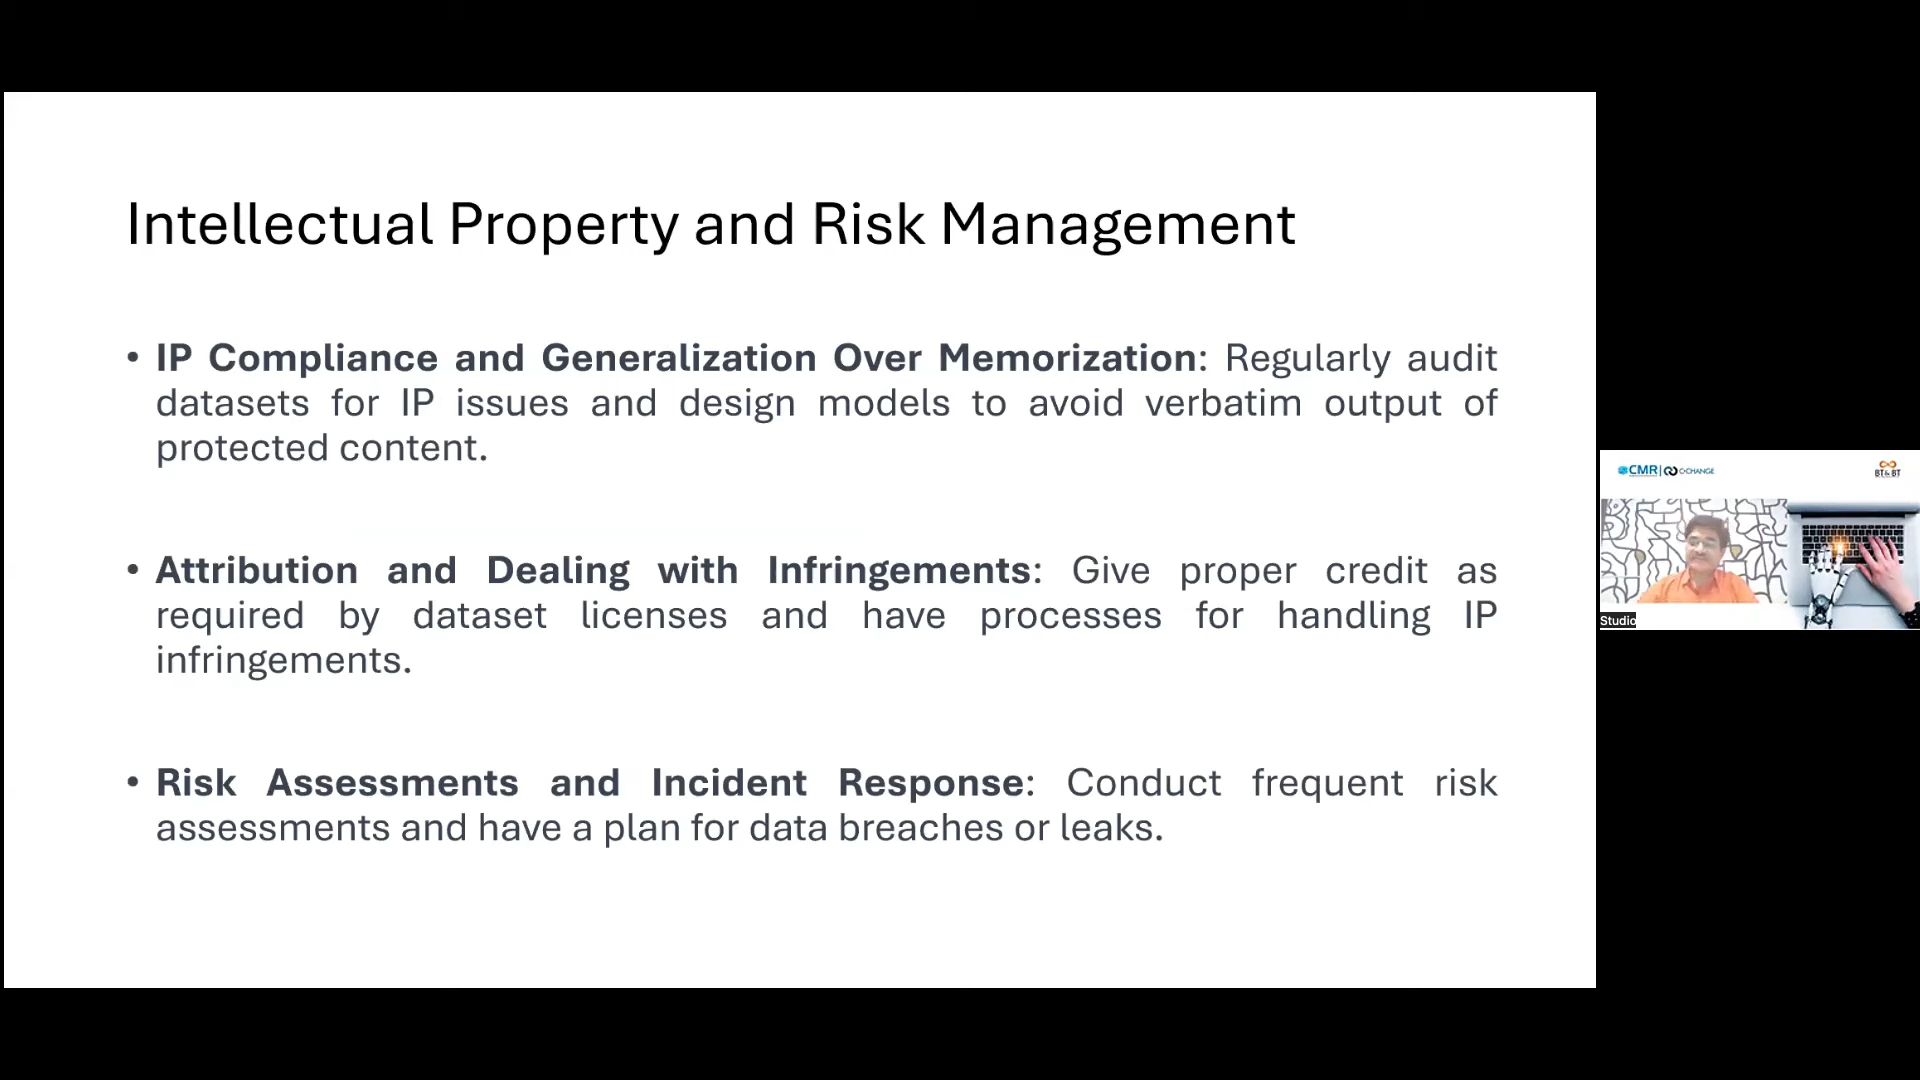 Intellectual Property and Risk Management
• IP Compliance and Generalization Over Memorization: Regularly audit
datasets for IP issues and design models to avoid verbatim output of
protected content.
• Attribution and Dealing with Infringements: Give proper credit as
required by dataset licenses and have processes for handling IP
infringements.
• Risk Assessments and Incident Response: Conduct frequent risk
assessments and have a plan for data breaches or leaks.
CMR | C-CHANGE
BT& BT
Studio